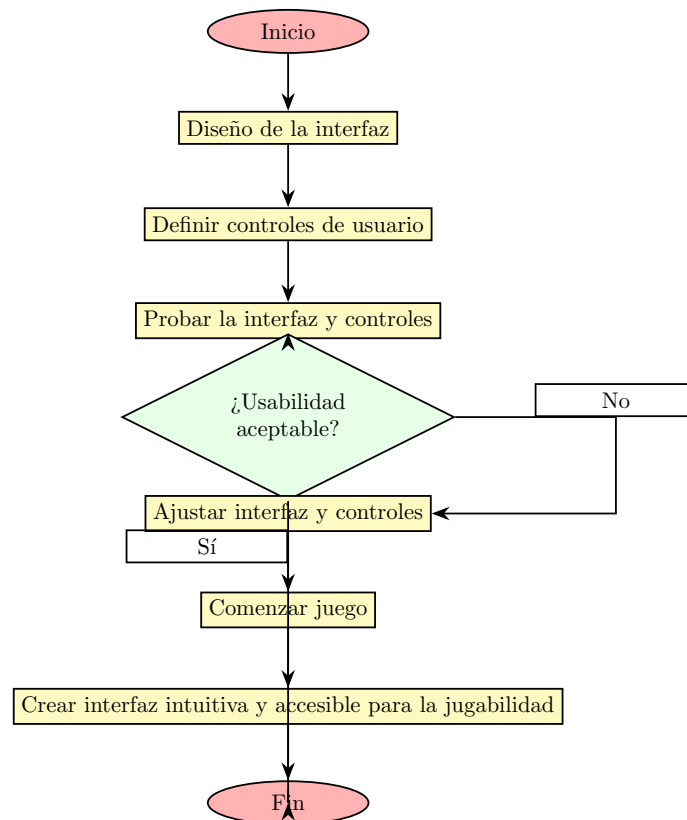 Inicio
Diseño de la interfaz
Definir controles de usuario
Probar la interfaz y controles
¿Usabilidad
aceptable?
No
Ajustar interfaz y controles
Sí
Comenzar juego
Crear interfaz intuitiva y accesible para la jugabilidad
Fin